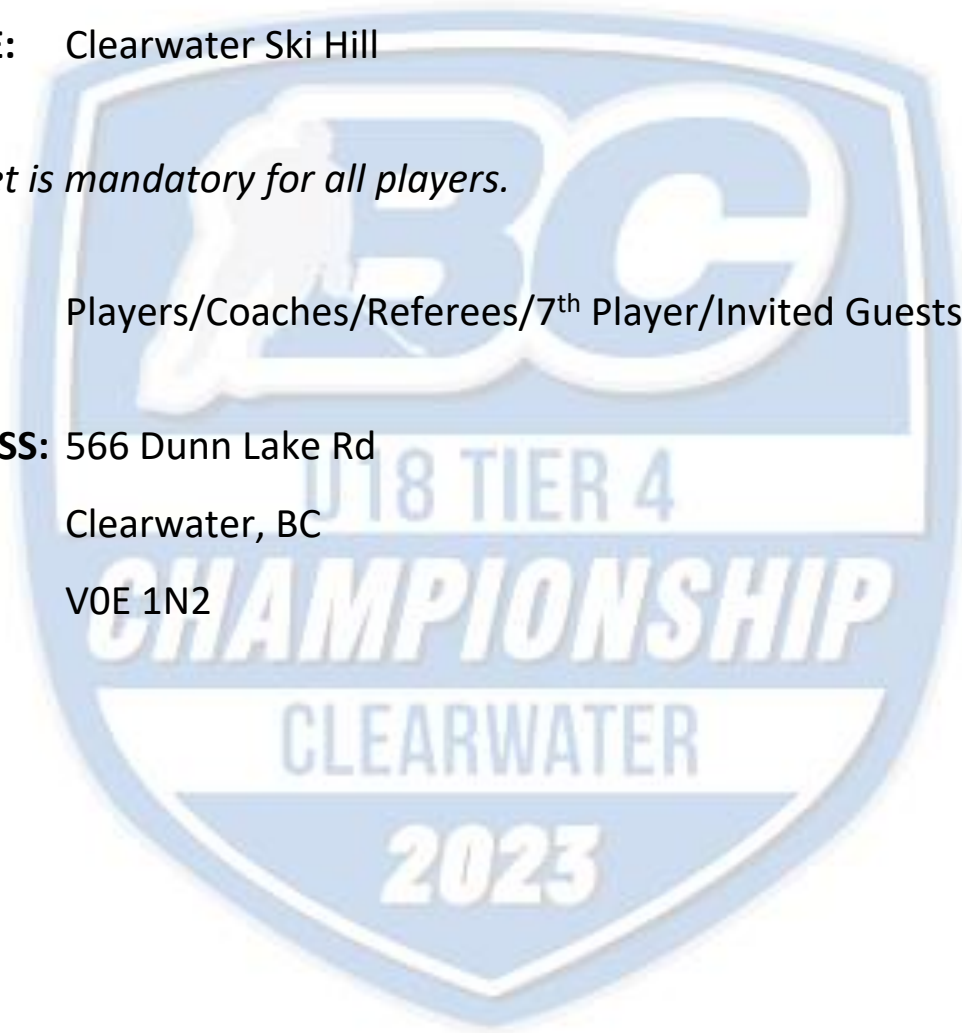 E: Clearwater Ski Hill
et is mandatory for all players.
Players/Coaches/Referees/7th Player/Invited Guests
SS: 566 Dunn Lake Rd
Clearwater, BC
V0E 1N2
BC
U18 TIER 4
CHAMPIONSHIP
CLEARWATER
2023